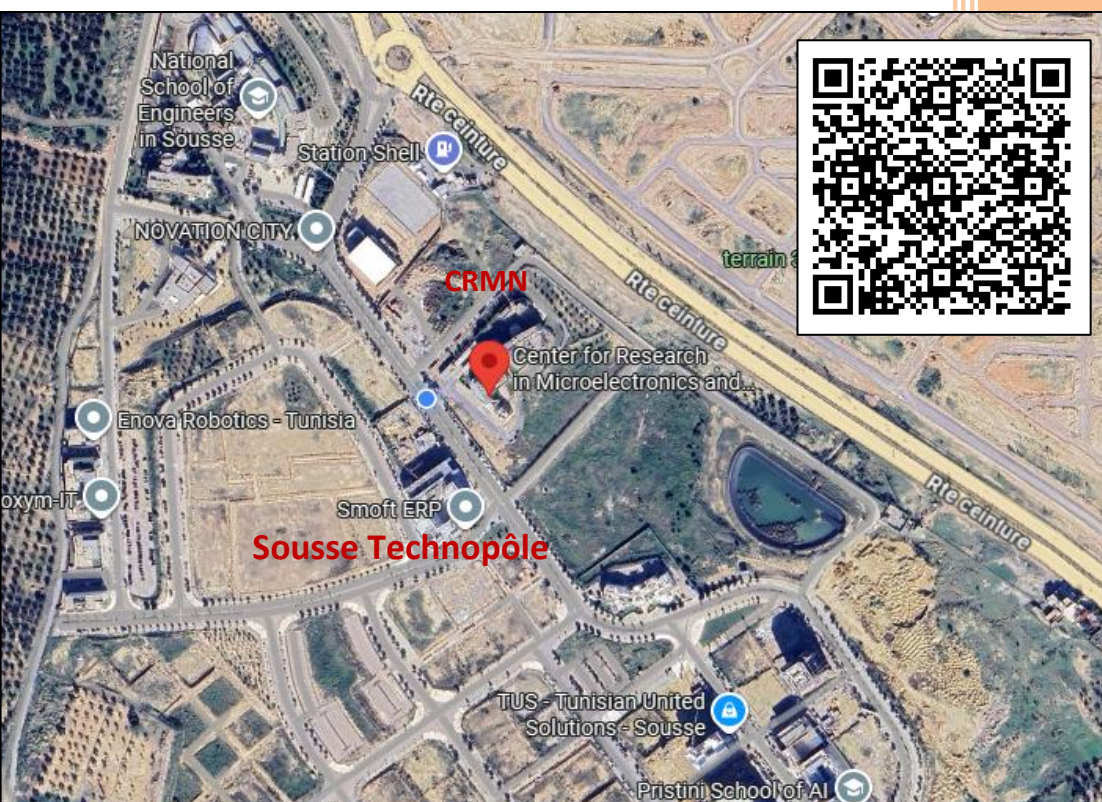 National
School of
Engineers
in Sousse
Rte ceinture
Station Shell
NOVATION CITY
terrain
CRMN
Rte ceinture
Center for Research
in Microelectronics and...
Enova Robotics - Tunisia
oxym-IT
Smoft ERP
Rte ceinture
Sousse Technopôle
TUS - Tunisian United
Solutions - Sousse
Pristini School of AI